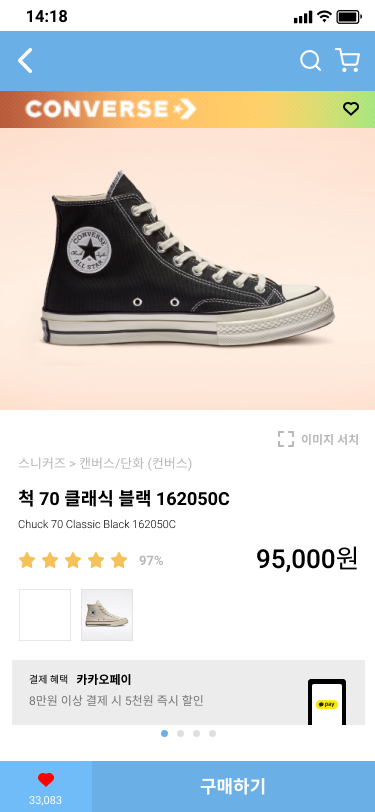 14:18
CONVERSE
CONVERSE
ALL STAR
이미지 서치
스니커즈 > 캔버스/단화 (컨버스)
척 70 클래식 블랙 162050C
Chuck 70 Classic Black 162050C
97%
95,000원
결제 혜택 카카오페이
8만원 이상 결제 시 5천원 즉시 할인
pay
33,083
구매하기